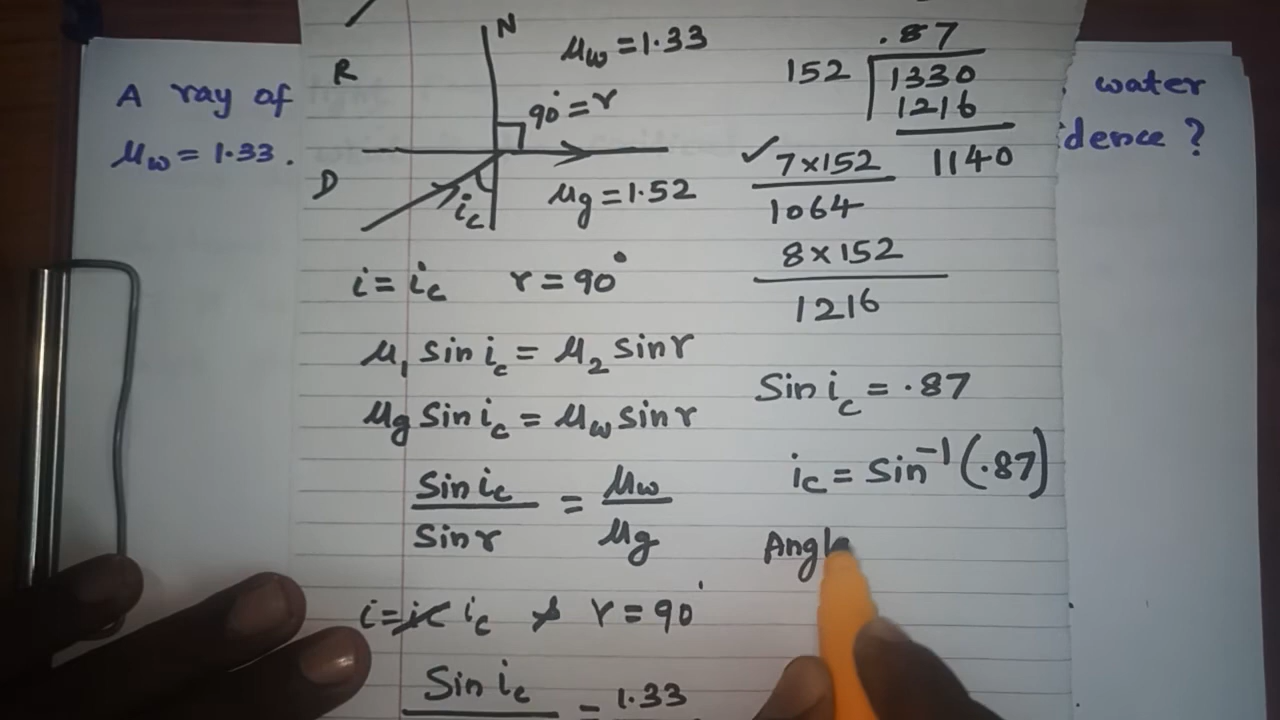 A ray of
μw = 1.33.
water
dence ?
N
R
D
μw = 1.33
90° = r
μg = 1.52
ic
i = ic r = 90°
μ₁ sin ic = μ₂ sin r
μg sin ic = μw sin r
Sin ic / Sin r = μw / μg
i = ic r = 90°
Sin ic = 1.33
.87
152 1330
1216
1140
✓ 7 x 152
1064
8 x 152
1216
Sin ic = .87
ic = Sin⁻¹ (.87)
Angle